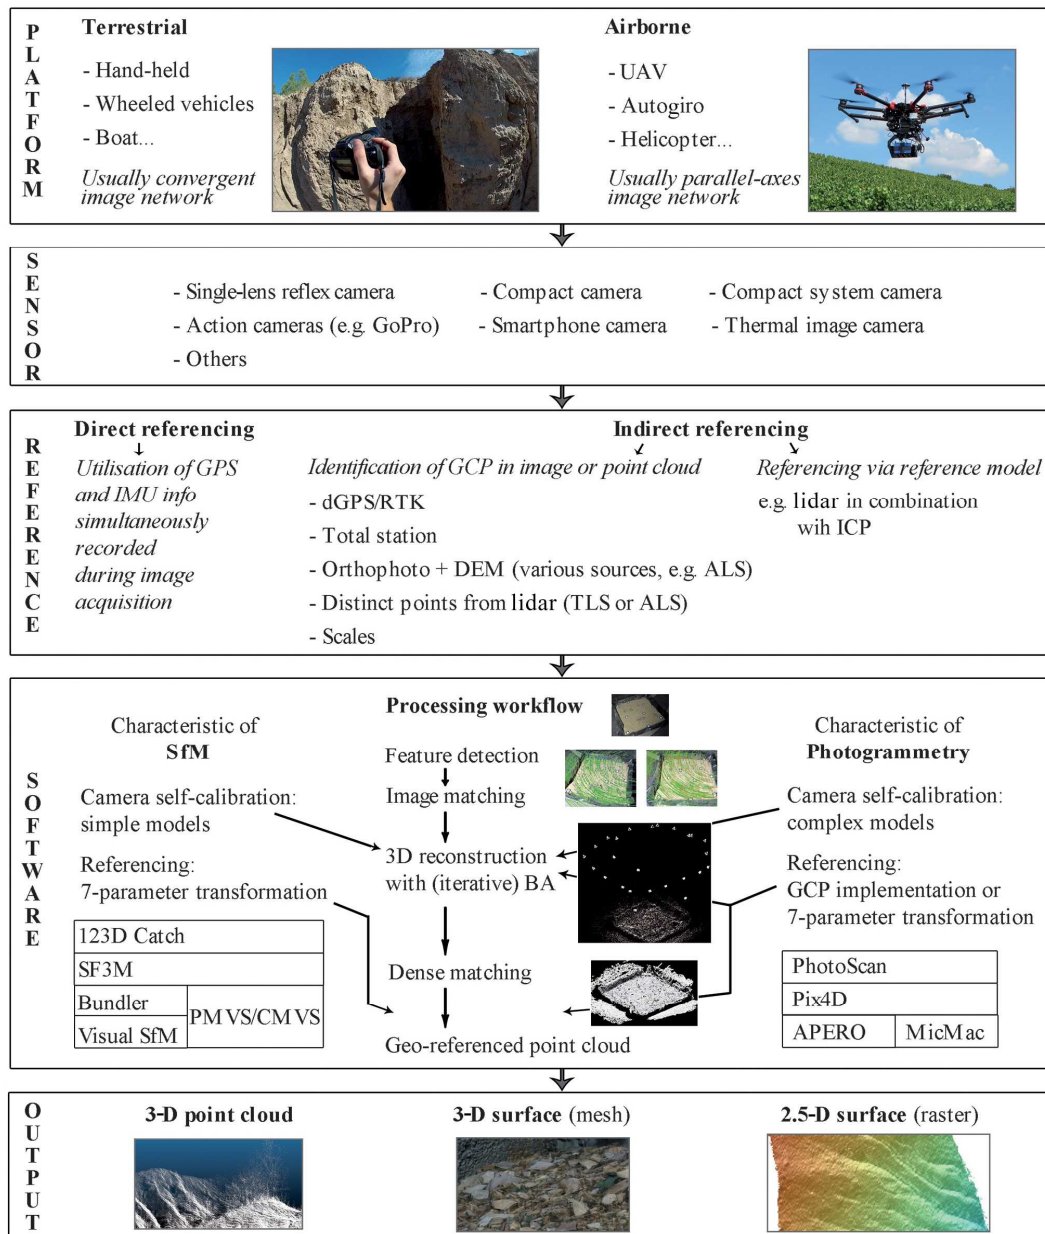 PLATFORM
Terrestrial
- Hand-held
- Wheeled vehicles
- Boat...
Usually convergent
image network
Airborne
- UAV
- Autogiro
- Helicopter...
Usually parallel-axes
image network
SENSOR
- Single-lens reflex camera
- Compact camera
- Compact system camera
- Action cameras (e.g. GoPro)
- Smartphone camera
- Thermal image camera
- Others
REFERENCE
Direct referencing
Utilisation of GPS
and IMU info
simultaneously
recorded
during image
acquisition
Indirect referencing
Identification of GCP in image or point cloud
- dGPS/RTK
- Total station
- Orthophoto + DEM (various sources, e.g. ALS)
- Distinct points from lidar (TLS or ALS)
- Scales
Referencing via reference model
e.g. lidar in combination
wih ICP
SOFTWARE
Characteristic of
SfM
Camera self-calibration:
simple models
Referencing:
7-parameter transformation
123D Catch
SF3M
Bundler
Visual SfM
PMVS/CMVS
Processing workflow
Feature detection
Image matching
3D reconstruction
with (iterative) BA
Dense matching
Geo-referenced point cloud
Characteristic of
Photogrammetry
Camera self-calibration:
complex models
Referencing:
GCP implementation or
7-parameter transformation
PhotoScan
Pix4D
APERO
MicMac
OUTPUT
3-D point cloud
3-D surface (mesh)
2.5-D surface (raster)